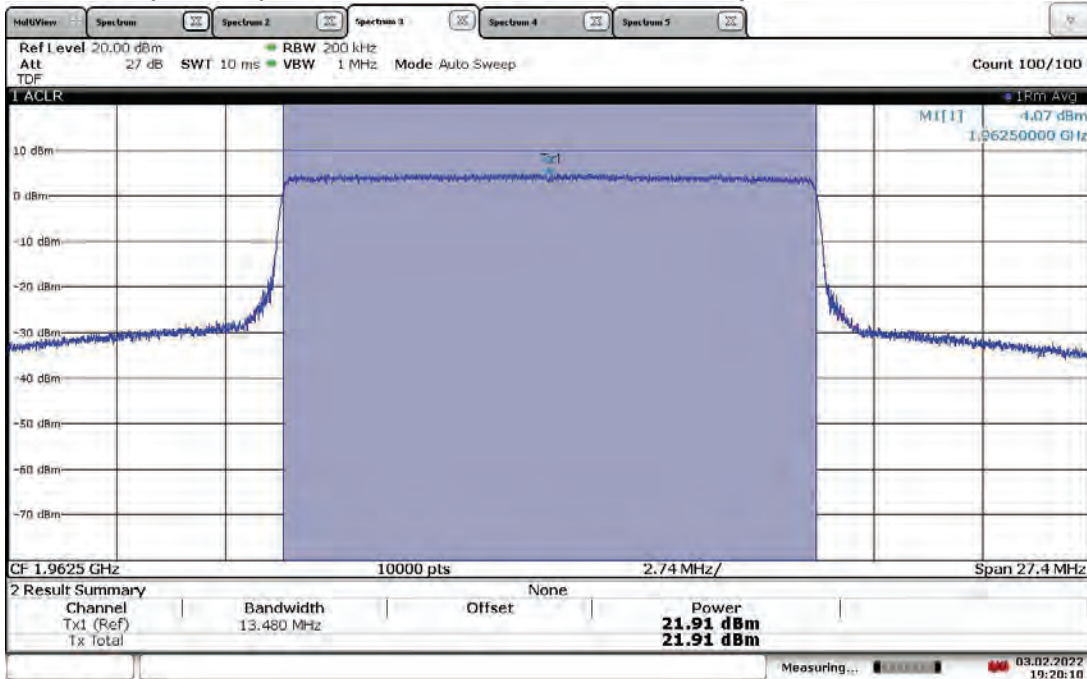 MultiView Spectrum Spectrum 2 Spectrum 3 Spectrum 4 Spectrum 5
Ref Level 20.00 dBm RBW 200 kHz
Att 27 dB SWT 10 ms VBW 1 MHz Mode Auto Sweep Count 100/100
TDF
1 ACLR 1Rm Avg
M1[1] 4.07 dBm
1.96250000 GHz
10 dBm
Tx1
0 dBm
-10 dBm
-20 dBm
-30 dBm
-40 dBm
-50 dBm
-60 dBm
-70 dBm
CF 1.9625 GHz 10000 pts 2.74 MHz/ Span 27.4 MHz
2 Result Summary None
Channel Bandwidth Offset Power
Tx1 (Ref) 13.480 MHz 21.91 dBm
Tx Total 21.91 dBm
Measuring... 03.02.2022
19:20:10